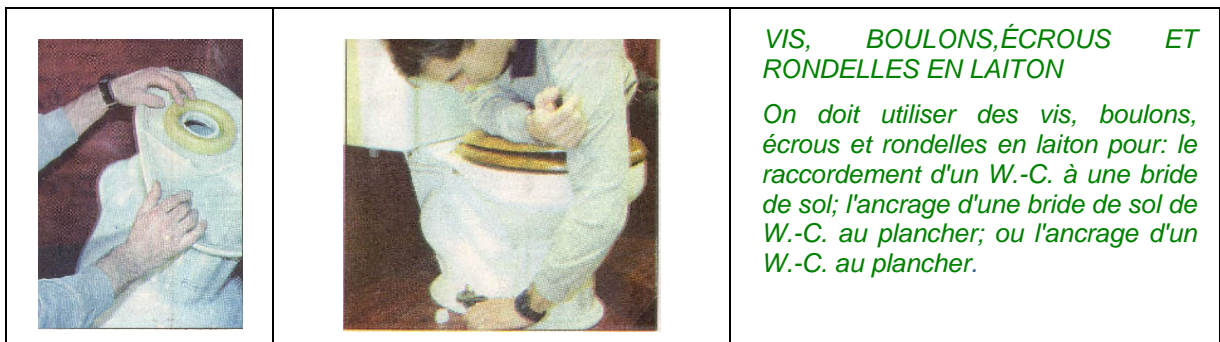 VIS, BOULONS,ÉCROUS ET
RONDELLES EN LAITON
On doit utiliser des vis, boulons,
écrous et rondelles en laiton pour: le
raccordement d'un W.-C. à une bride
de sol; l'ancrage d'une bride de sol de
W.-C. au plancher; ou l'ancrage d'un
W.-C. au plancher.